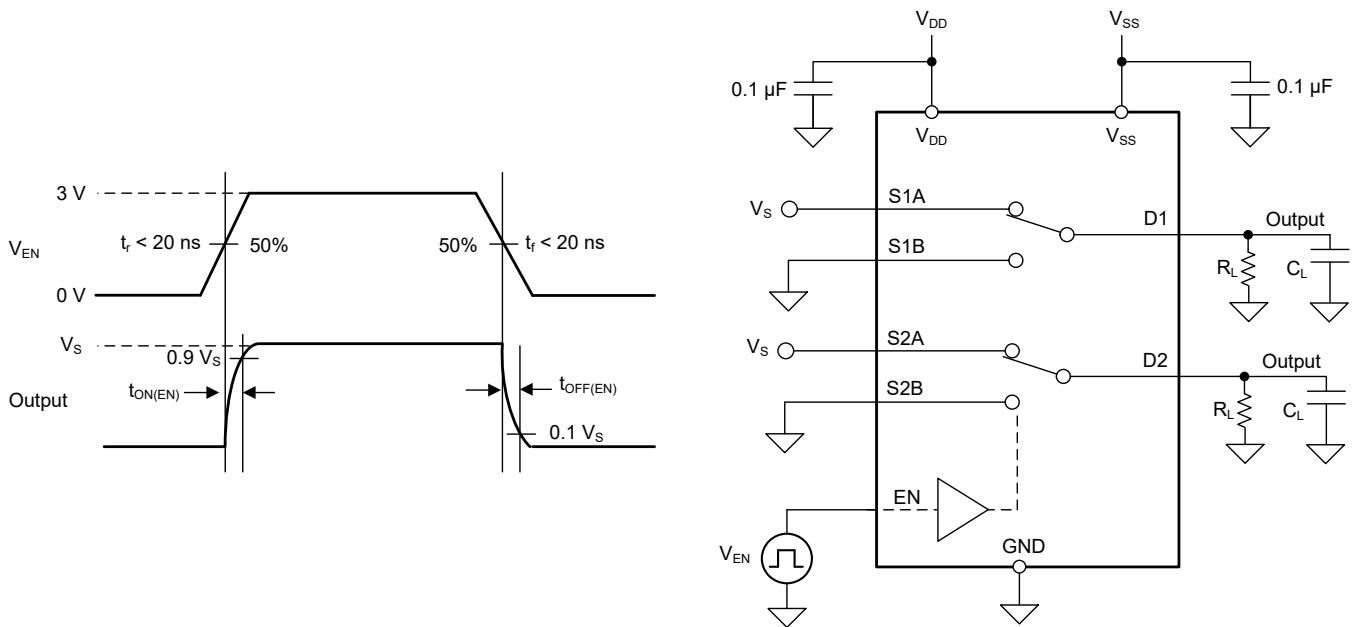 3 V
V_EN
t_r < 20 ns
50%
50%
t_f < 20 ns
0 V
V_S
0.9 V_S
t_ON(EN)
t_OFF(EN)
Output
0.1 V_S
V_DD
V_SS
0.1 µF
0.1 µF
V_DD
V_SS
V_S
S1A
D1
Output
S1B
R_L
C_L
V_S
S2A
D2
Output
S2B
R_L
C_L
EN
V_EN
GND